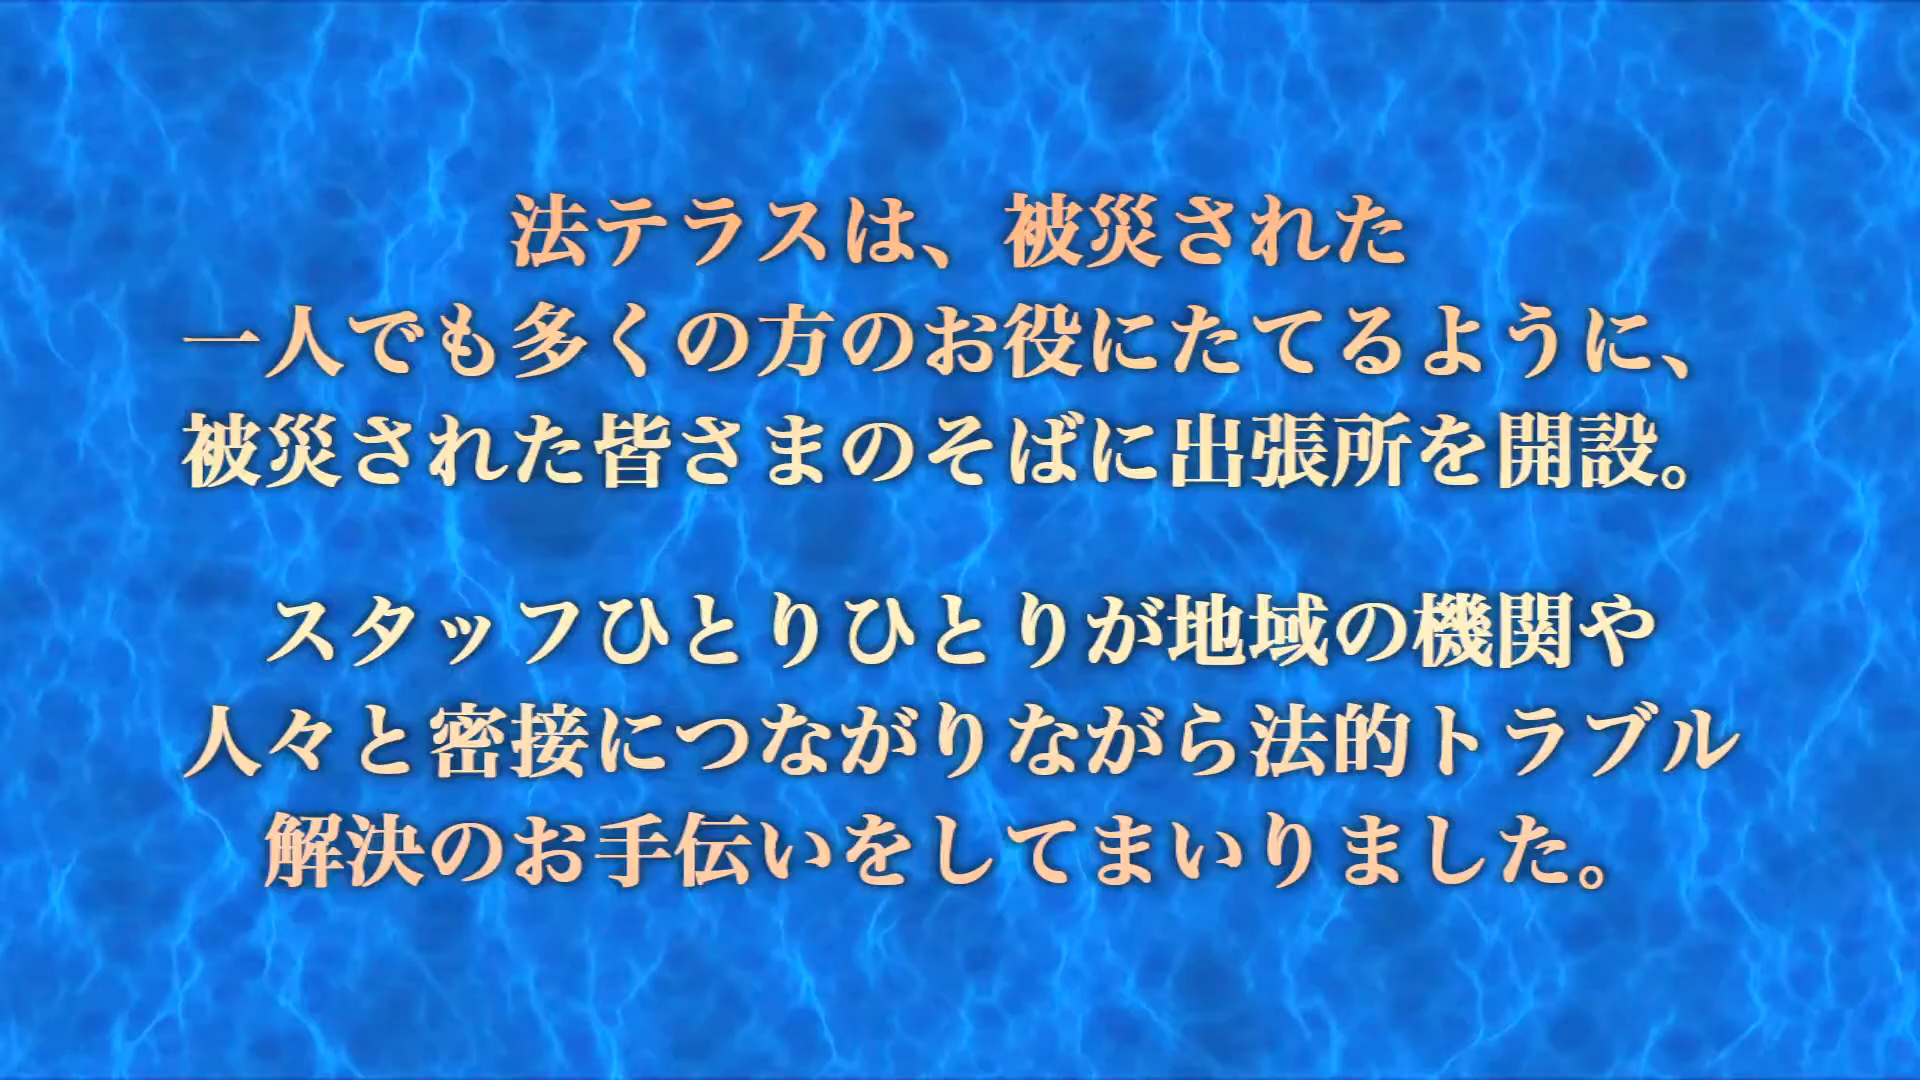 法テラスは、被災された
一人でも多くの方のお役にたてるように、
被災された皆さまのそばに出張所を開設。
スタッフひとりひとりが地域の機関や
人々と密接につながりながら法的トラブル
解決のお手伝いをしてまいりました。